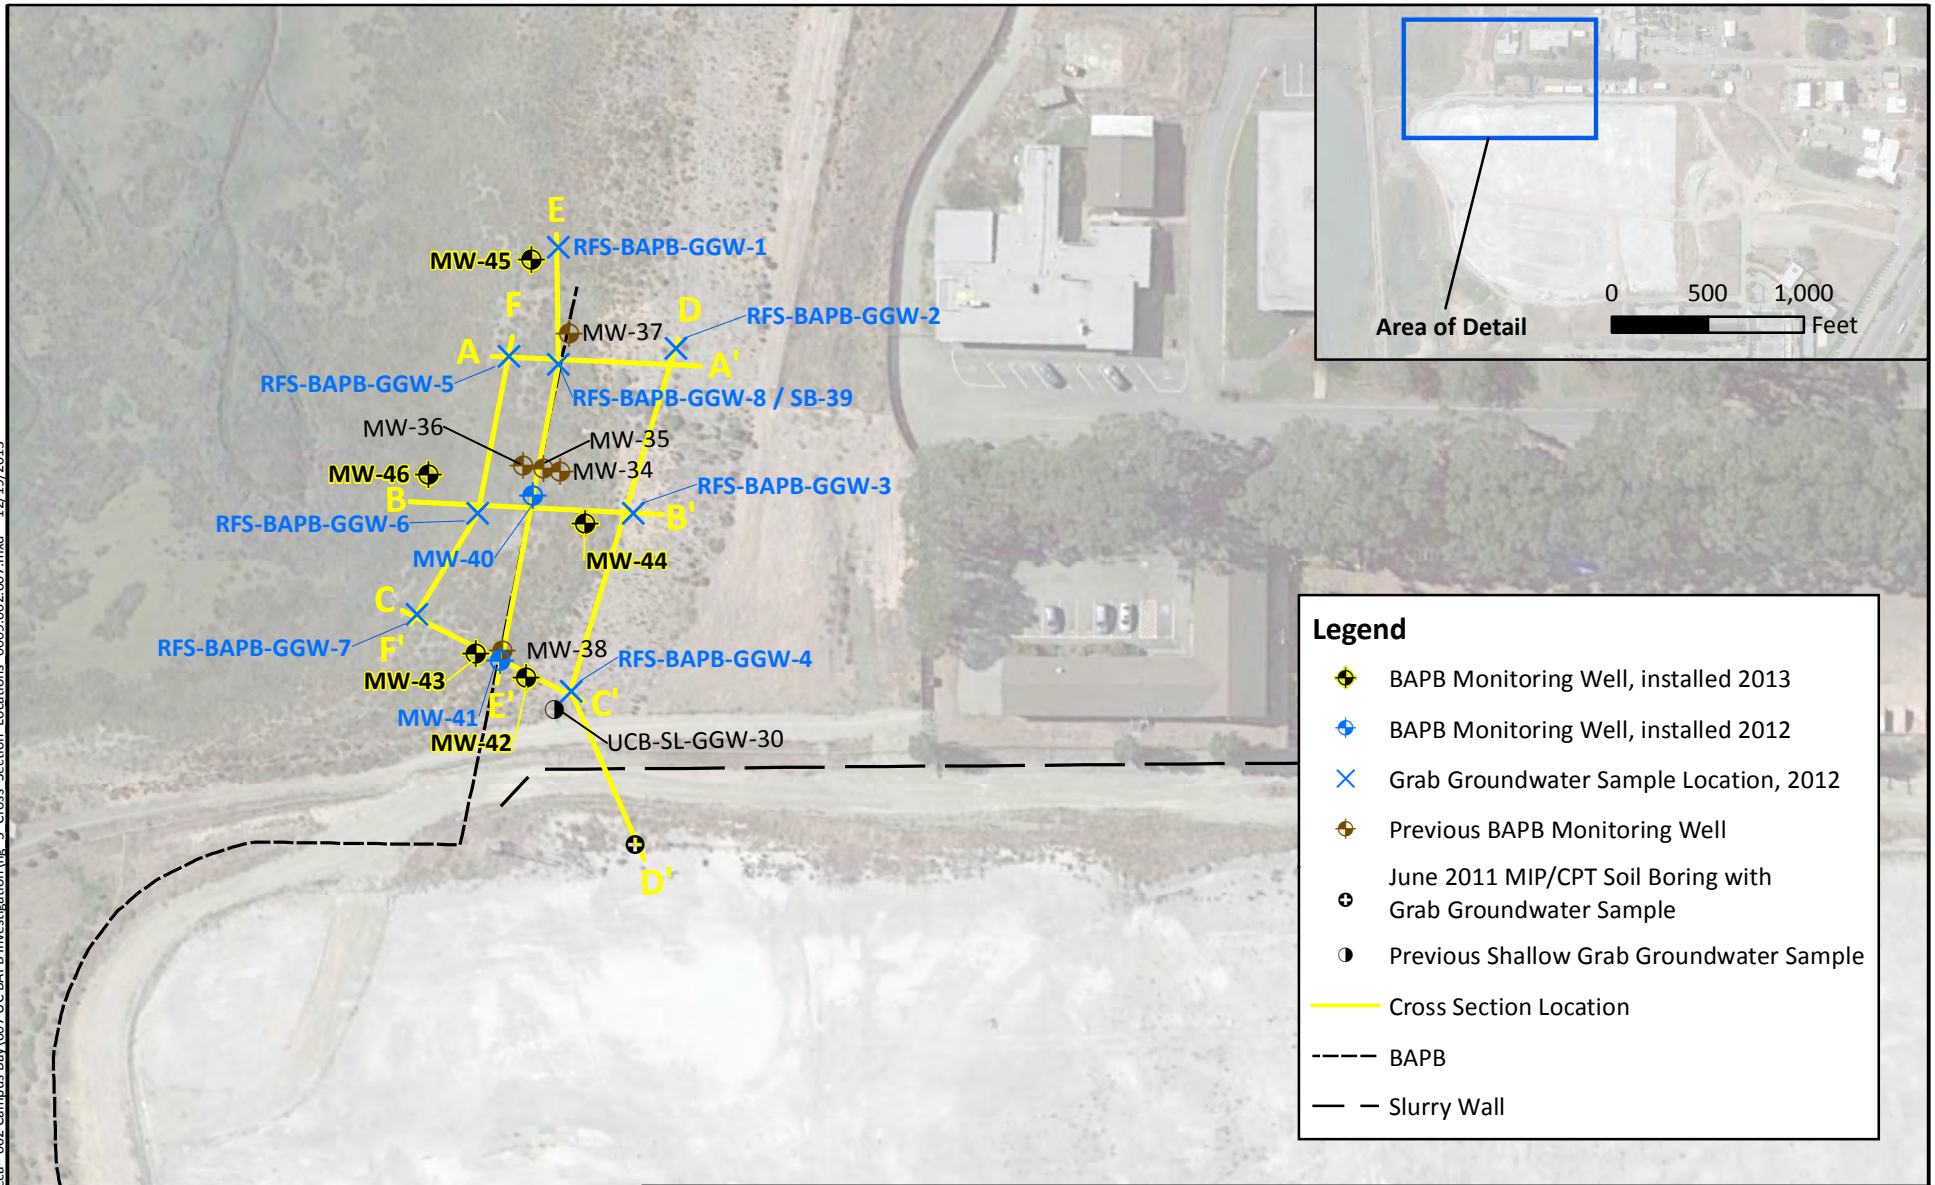 0 500 1,000
Feet
Area of Detail
E
RFS-BAPB-GGW-1
MW-45
F
D
RFS-BAPB-GGW-2
MW-37
A
A'
RFS-BAPB-GGW-5
RFS-BAPB-GGW-8 / SB-39
MW-36
MW-35
MW-34
MW-46
RFS-BAPB-GGW-3
B
B'
RFS-BAPB-GGW-6
MW-40
MW-44
C
F'
RFS-BAPB-GGW-7
MW-38
RFS-BAPB-GGW-4
MW-43
E'
C'
MW-41
MW-42
UCB-SL-GGW-30
D'
Legend
BAPB Monitoring Well, installed 2013
BAPB Monitoring Well, installed 2012
Grab Groundwater Sample Location, 2012
Previous BAPB Monitoring Well
June 2011 MIP/CPT Soil Boring with
Grab Groundwater Sample
Previous Shallow Grab Groundwater Sample
Cross Section Location
BAPB
Slurry Wall